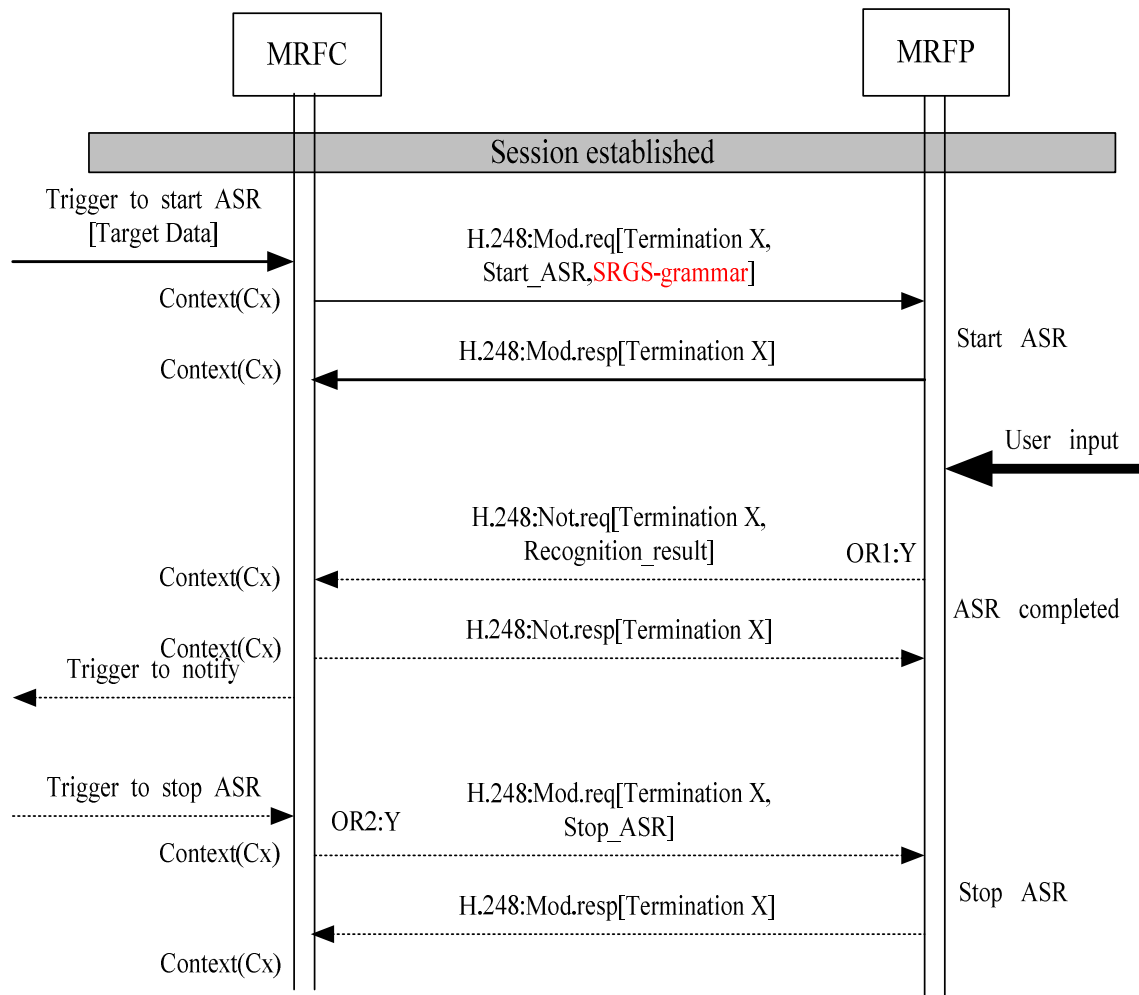 MRFC
MRFP
Session established
Trigger to start ASR
[Target Data]
H.248:Mod.req[Termination X,
Start_ASR,SRGS-grammar]
Context(Cx)
Start ASR
H.248:Mod.resp[Termination X]
Context(Cx)
User input
H.248:Not.req[Termination X,
Recognition_result]
OR1:Y
Context(Cx)
ASR completed
H.248:Not.resp[Termination X]
Context(Cx)
Trigger to notify
Trigger to stop ASR
H.248:Mod.req[Termination X,
Stop_ASR]
OR2:Y
Context(Cx)
Stop ASR
H.248:Mod.resp[Termination X]
Context(Cx)